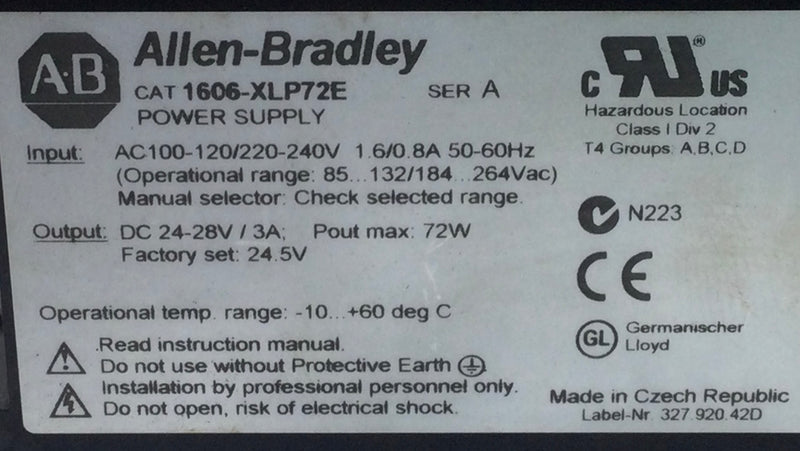 A·B
Allen-Bradley
CAT 1606-XLP72E SER A
POWER SUPPLY
Input: AC100-120/220-240V 1.6/0.8A 50-60Hz
(Operational range: 85...132/184...264Vac)
Manual selector: Check selected range.
Output: DC 24-28V / 3A; Pout max: 72W
Factory set: 24.5V
Operational temp. range: -10...+60 deg C
Read instruction manual.
Do not use without Protective Earth
Installation by professional personnel only.
Do not open, risk of electrical shock.
C RU ® US
Hazardous Location
Class I Div 2
T4 Groups: A,B,C,D
N223
CE
GL Germanischer
Lloyd
Made in Czech Republic
Label-Nr. 327.920.42D